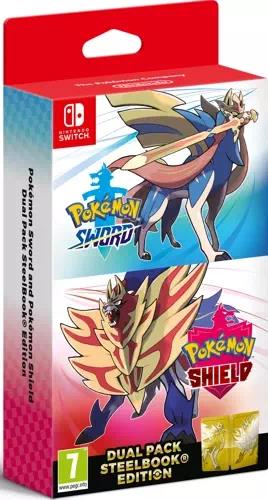 The Pokémon Company
NINTENDO
SWITCH
Pokémon Sword and Pokémon Shield
Dual Pack SteelBook® Edition
POKÉMON
SWORD
POKÉMON
SHIELD
7
www.pegi.info
DUAL PACK
STEELBOOK®
EDITION